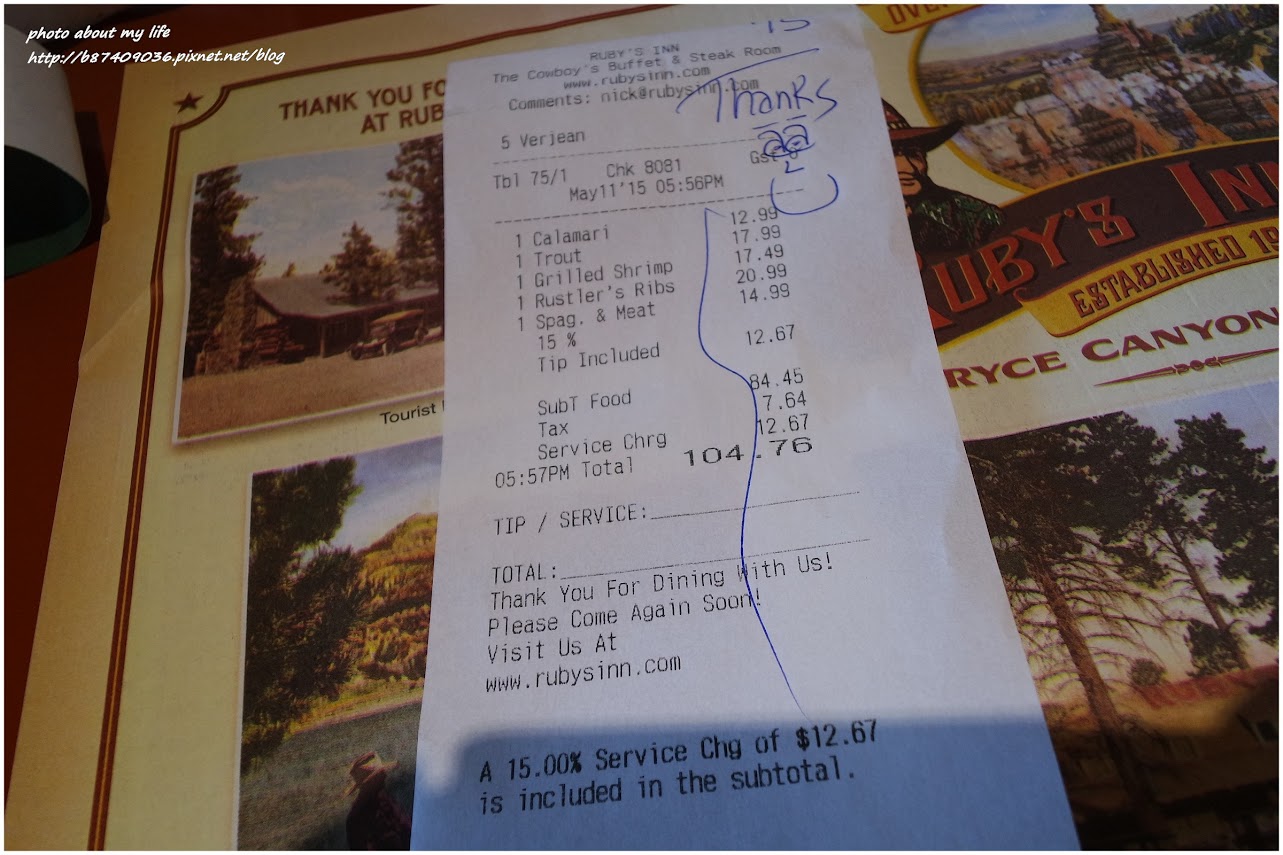 photo about my life
http://b87409036.pixnet.net/blog
THANK YOU FO
AT RUB
Tourist
RUBY'S INN
The Cowboy's Buffet & Steak Room
www.rubysinn.com
Comments: nick@rubysinn.com
Thanks
5 Verjean
Tbl 75/1 Chk 8081
May11'15 05:56PM
1 Calamari 12.99
1 Trout 17.99
1 Grilled Shrimp 17.49
1 Rustler's Ribs 20.99
1 Spag. & Meat 14.99
15 %
Tip Included 12.67
SubT Food 84.45
Tax 7.64
Service Chrg 12.67
05:57PM Total 104.76
TIP / SERVICE:
TOTAL:
Thank You For Dining With Us!
Please Come Again Soon!
Visit Us At
www.rubysinn.com
A 15.00% Service Chg of $12.67
is included in the subtotal.
OVER
RUBY'S INN
ESTABLISHED 19
RYCE CANYON